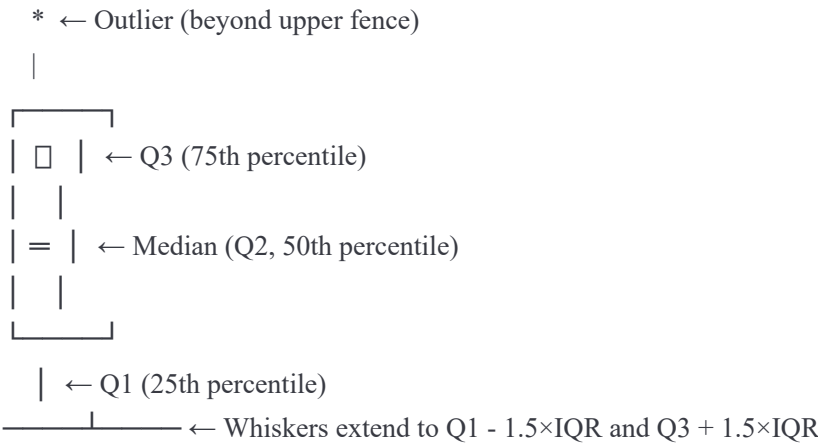 * ← Outlier (beyond upper fence)
|
┌─────┐
│ □ │ ← Q3 (75th percentile)
│ │
│ = │ ← Median (Q2, 50th percentile)
│ │
└─────┘
│ ← Q1 (25th percentile)
─────┴───── ← Whiskers extend to Q1 - 1.5×IQR and Q3 + 1.5×IQR